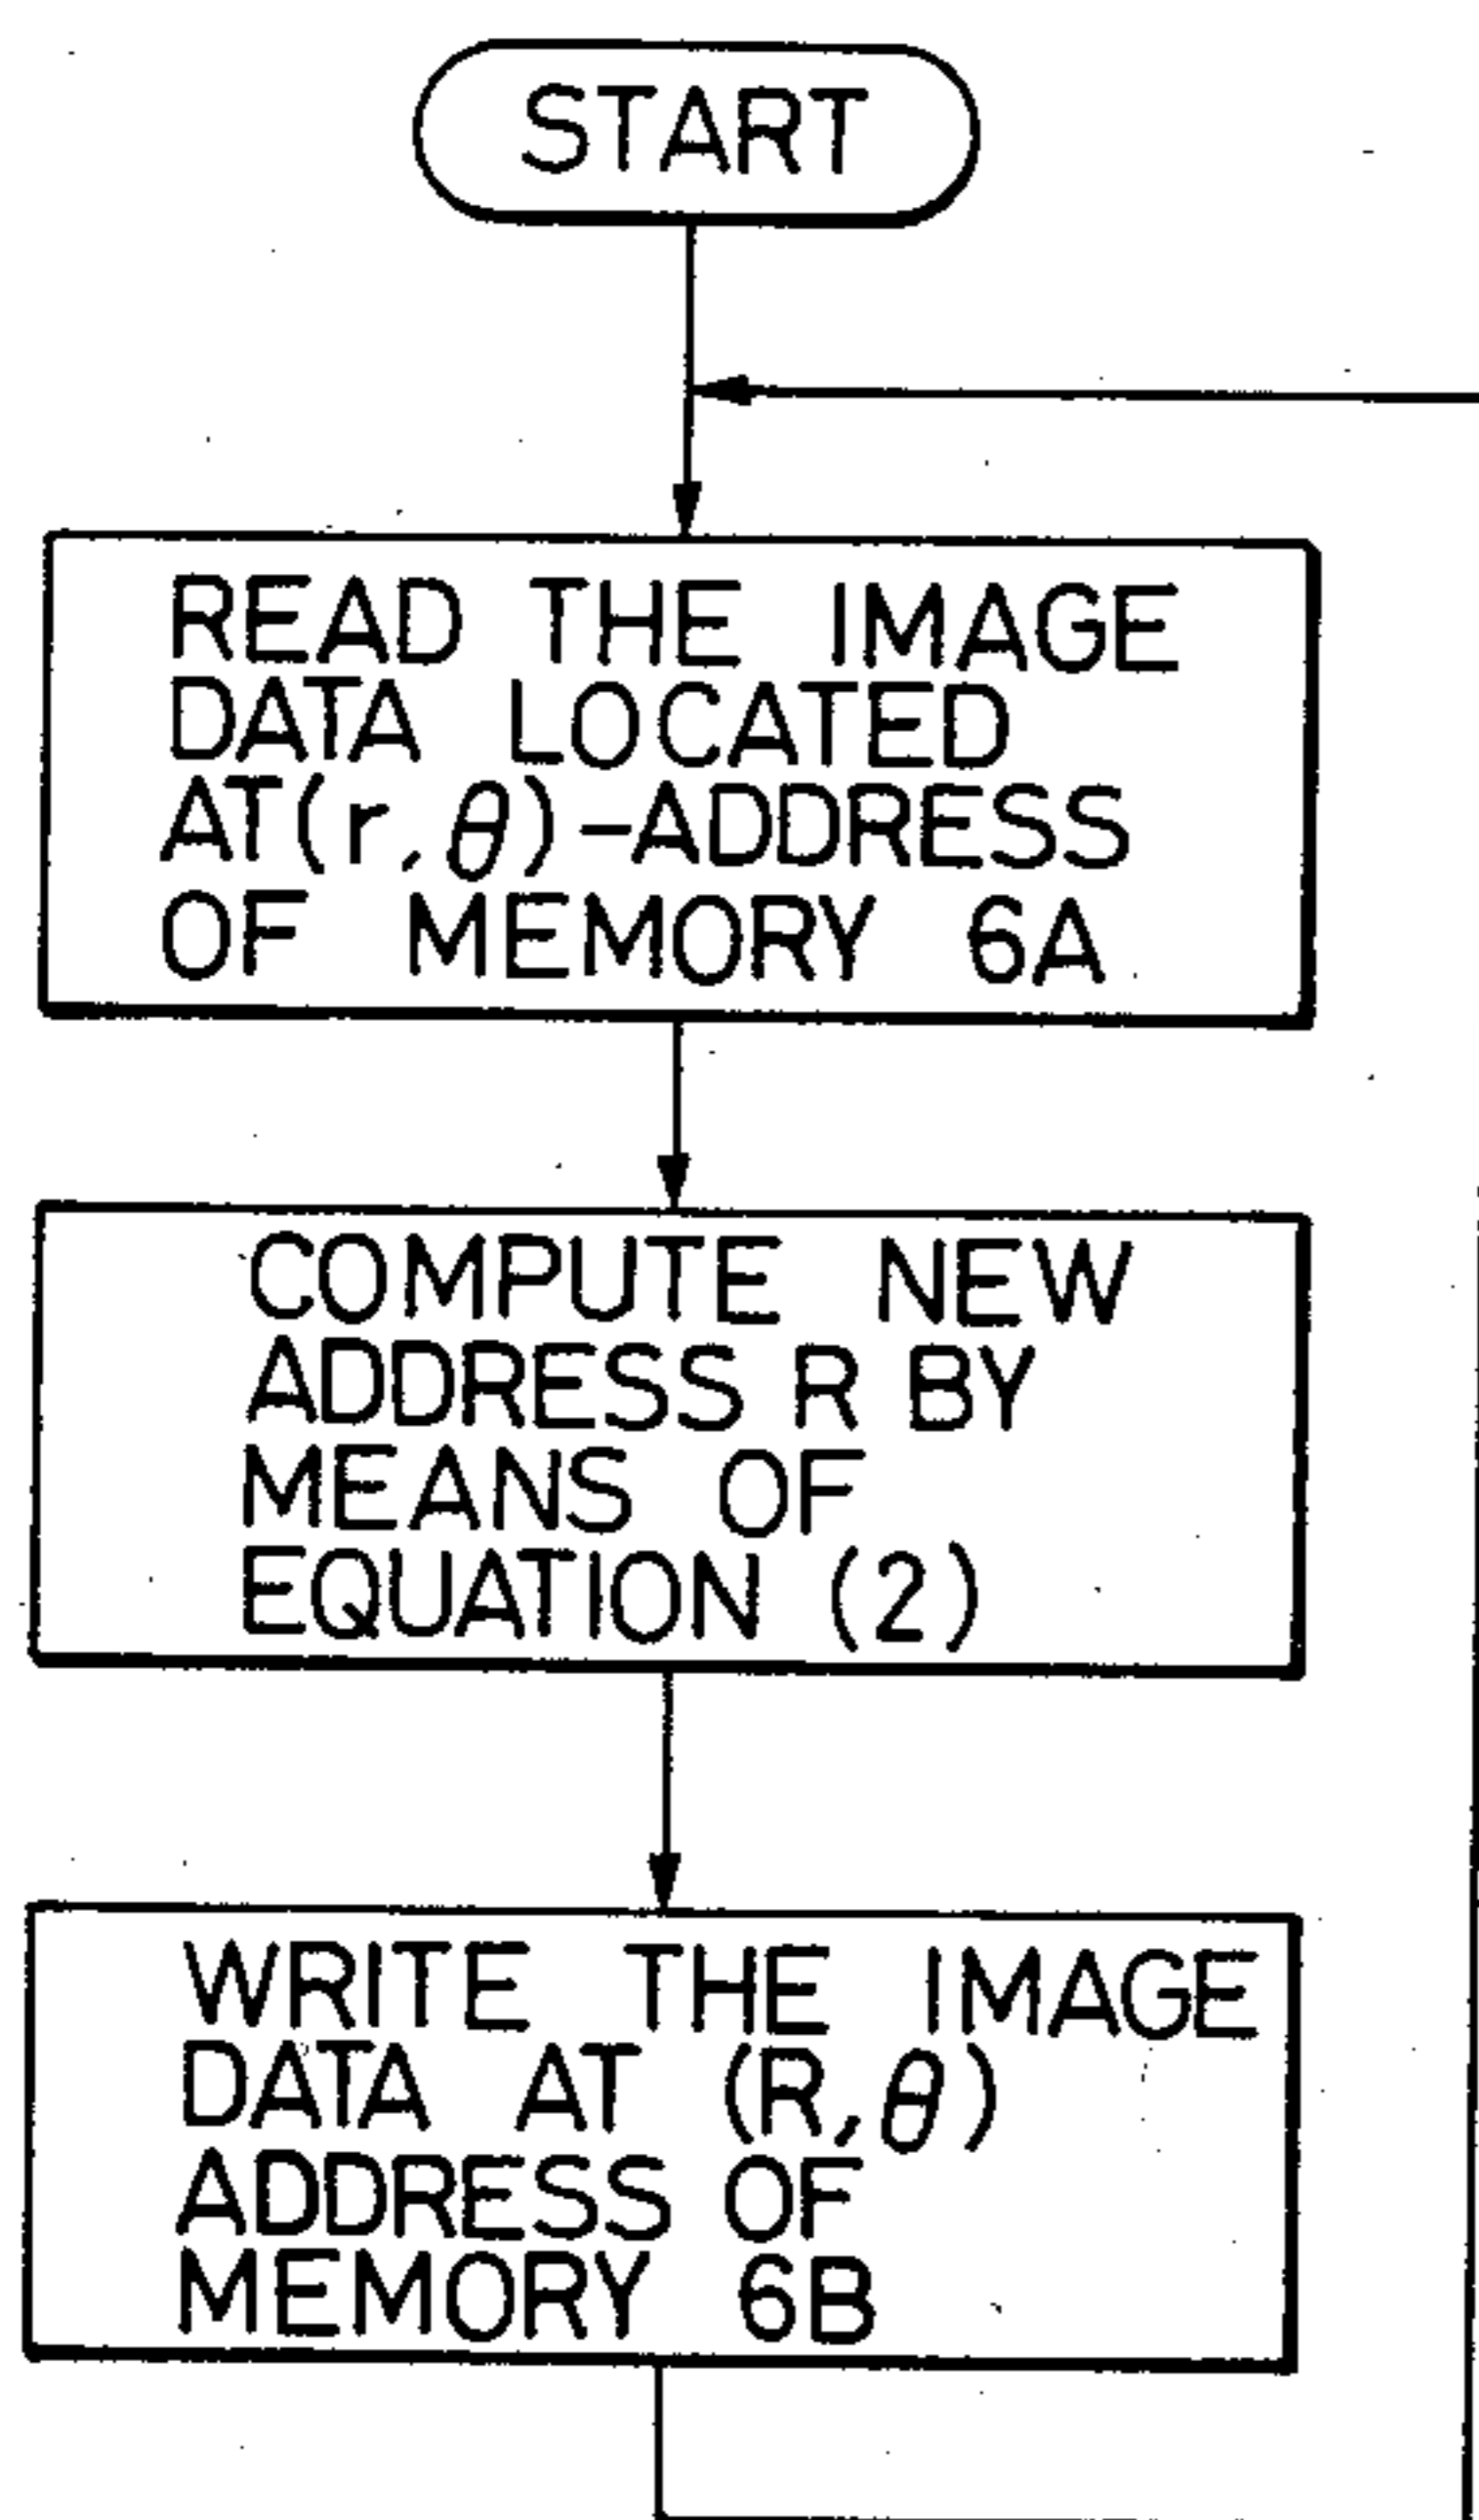 START
READ THE IMAGE
DATA LOCATED
AT(r,θ)-ADDRESS
OF MEMORY 6A
COMPUTE NEW
ADDRESS R BY
MEANS OF
EQUATION (2)
WRITE THE IMAGE
DATA AT (R,θ)
ADDRESS OF
MEMORY 6B